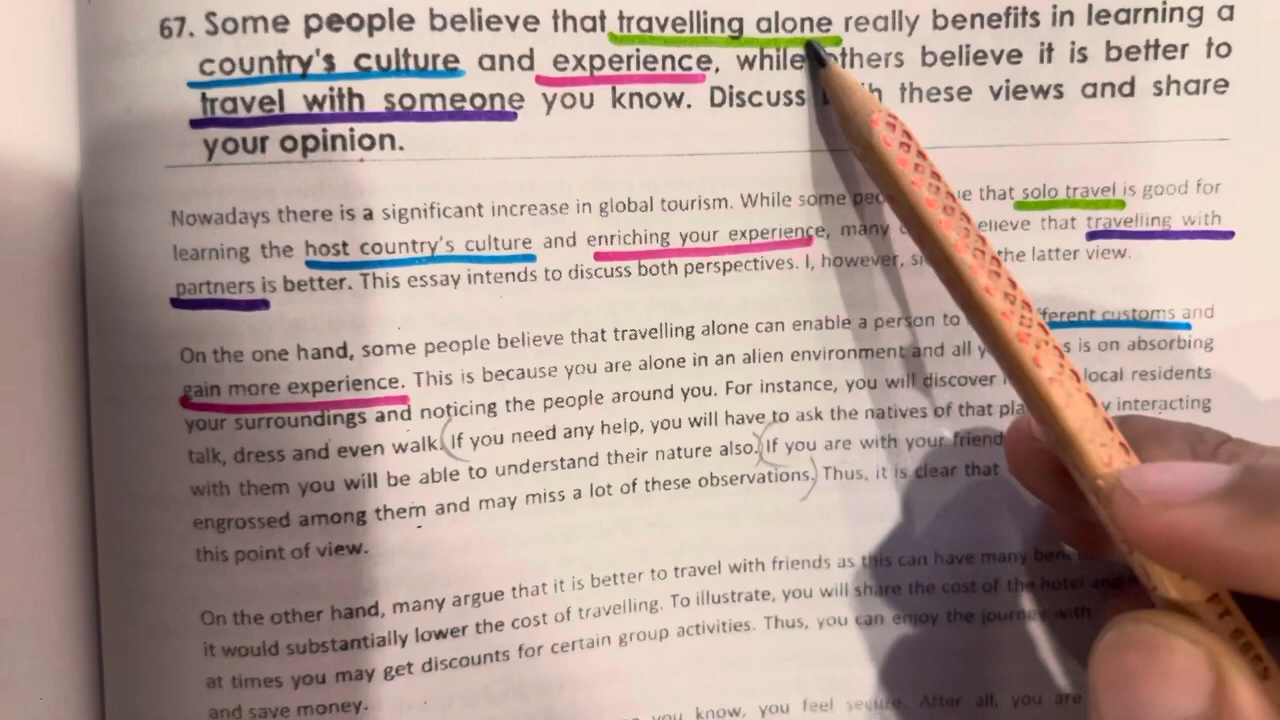 67. Some people believe that travelling alone really benefits in learning a
country's culture and experience, while others believe it is better to
travel with someone you know. Discuss these views and share
your opinion.
Nowadays there is a significant increase in global tourism. While some that solo travel is good for
learning the host country's culture and enriching your experience, many believe that travelling with
partners is better. This essay intends to discuss both perspectives. I, however, the latter view.
On the one hand, some people believe that travelling alone can enable a person to customs and
gain more experience. This is because you are alone in an alien environment and all is on absorbing
your surroundings and noticing the people around you. For instance, you will discover local residents
talk, dress and even walk. If you need any help, you will have to ask the natives of that interacting
with them you will be able to understand their nature also. If you are with your
engrossed among them and may miss a lot of these observations. Thus, it is clear that
this point of view.
On the other hand, many argue that it is better to travel with friends as this can have many
it would substantially lower the cost of travelling. To illustrate, you will share the cost of the hotel and
at times you may get discounts for certain group activities. Thus, you can enjoy the journey with
and save money.
you know, you feel secure. After all, you are